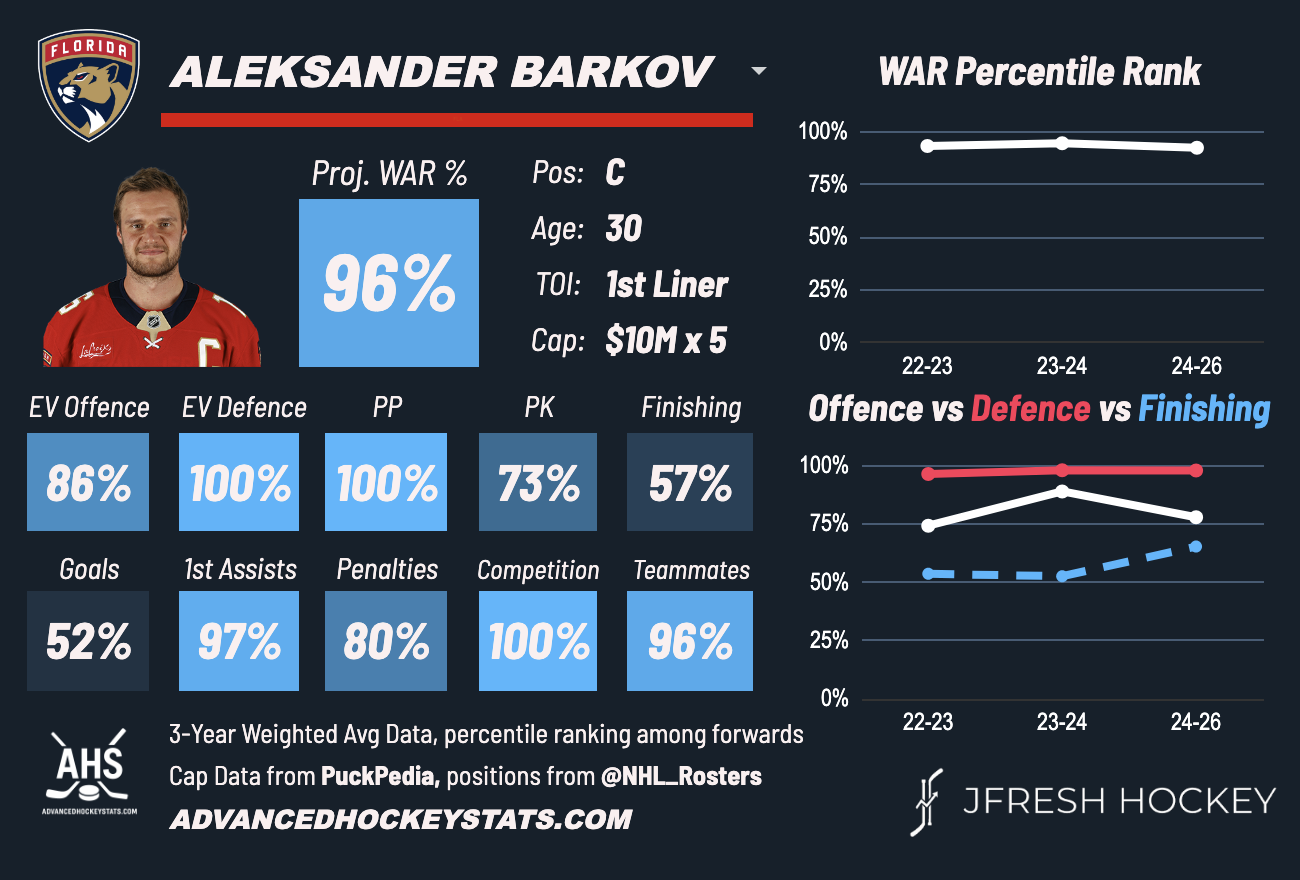 FLORIDA
ALEKSANDER BARKOV
Proj. WAR %
96%
Pos: C
Age: 30
TOI: 1st Liner
Cap: $10M x 5
C
EV Offence EV Defence PP PK Finishing
86% 100% 100% 73% 57%
Goals 1st Assists Penalties Competition Teammates
52% 97% 80% 100% 96%
WAR Percentile Rank
100%
75%
50%
25%
0%
22-23 23-24 24-26
Offence vs Defence vs Finishing
100%
75%
50%
25%
0%
22-23 23-24 24-26
AHS
ADVANCEDHOCKEYSTATS.COM
3-Year Weighted Avg Data, percentile ranking among forwards
Cap Data from PuckPedia, positions from @NHL_Rosters
ADVANCEDHOCKEYSTATS.COM
JFRESH HOCKEY